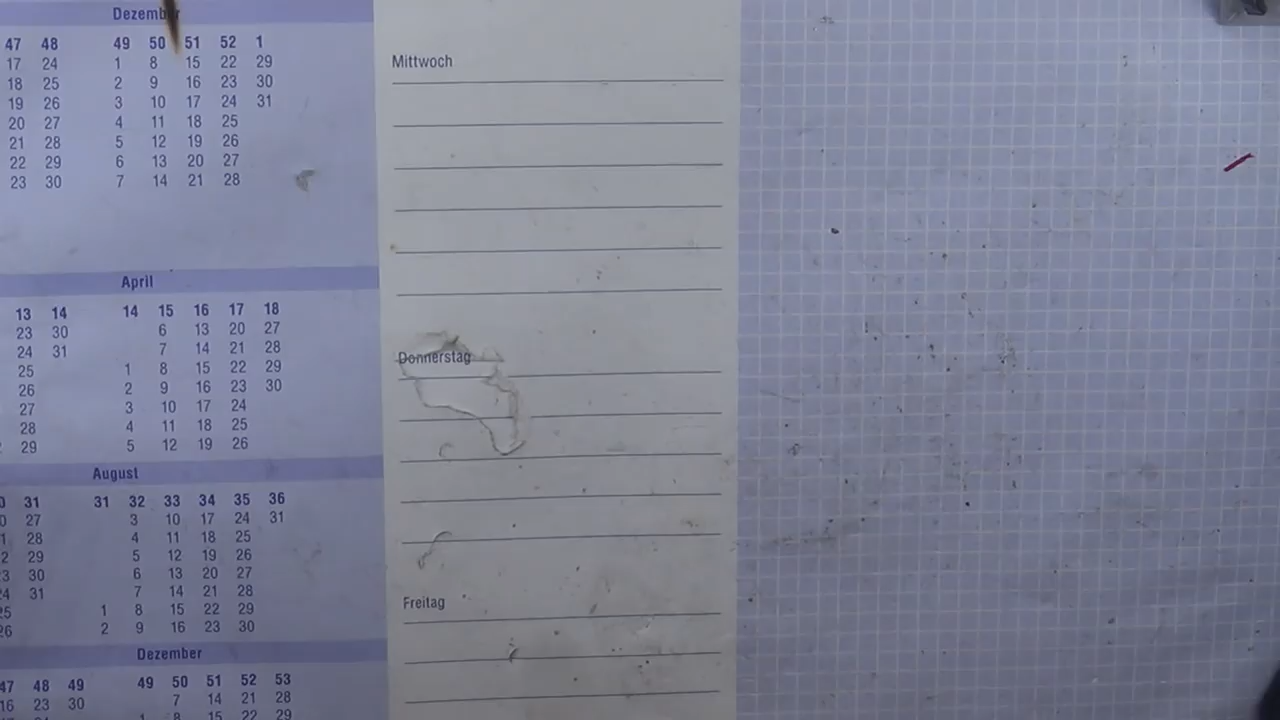 Dezember
47 48 49 50 51 52 1
17 24 1 8 15 22 29
18 25 2 9 16 23 30
19 26 3 10 17 24 31
20 27 4 11 18 25
21 28 5 12 19 26
22 29 6 13 20 27
23 30 7 14 21 28
April
13 14 14 15 16 17 18
23 30 6 13 20 27
24 31 7 14 21 28
25 1 8 15 22 29
26 2 9 16 23 30
27 3 10 17 24
28 4 11 18 25
29 5 12 19 26
August
31 31 32 33 34 35 36
27 3 10 17 24 31
28 4 11 18 25
29 5 12 19 26
30 6 13 20 27
31 7 14 21 28
1 8 15 22 29
2 9 16 23 30
Dezember
47 48 49 49 50 51 52 53
16 23 30 7 14 21 28
8 15 22 29
Mittwoch
Donnerstag
Freitag